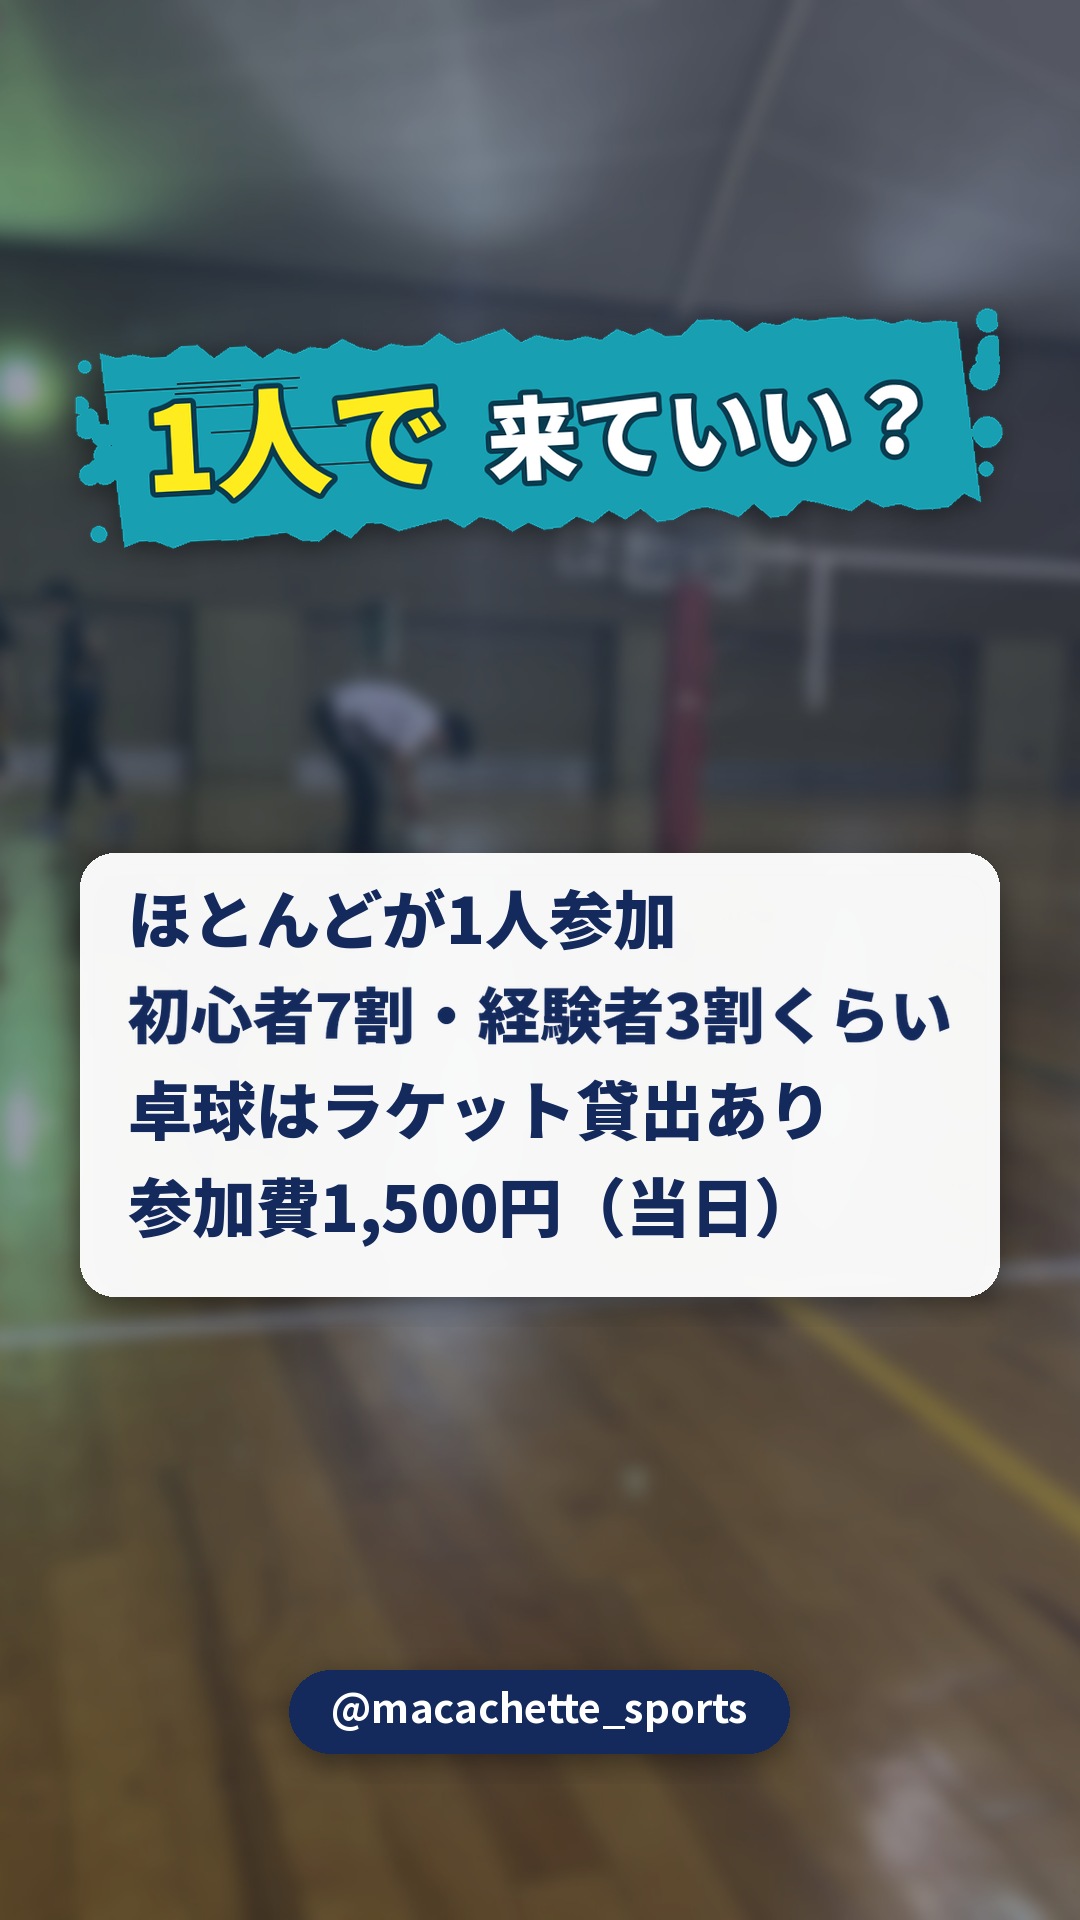 1人で 来ていい？
ほとんどが1人参加
初心者7割・経験者3割くらい
卓球はラケット貸出あり
参加費1,500円（当日）
@macachette_sports